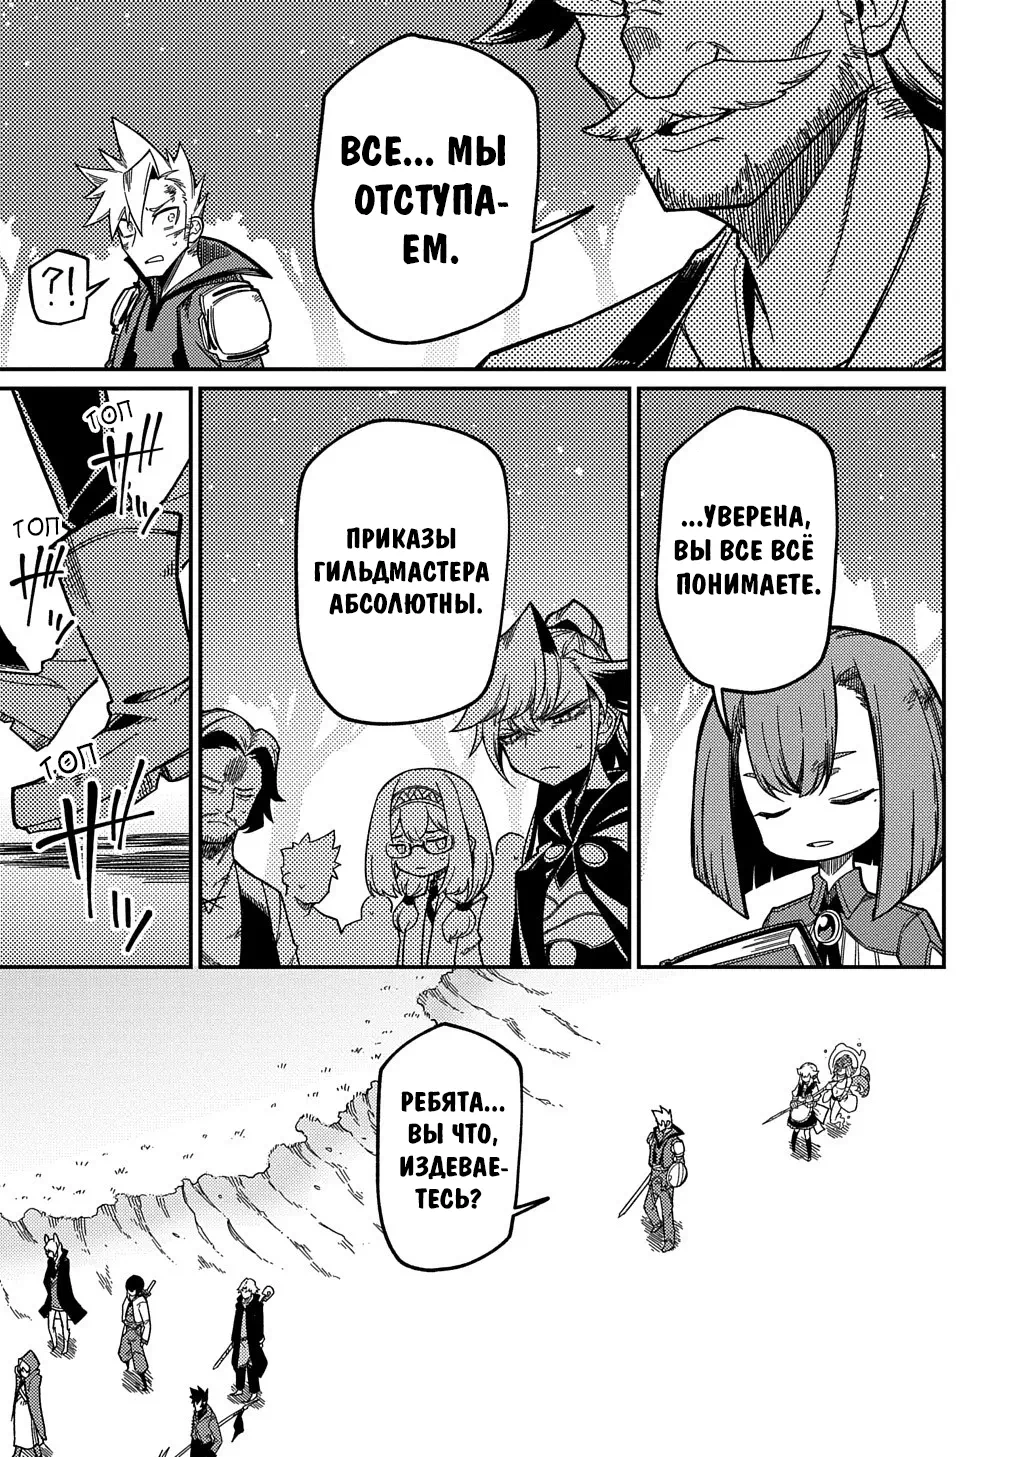 ВСЕ... МЫ
ОТСТУПА-
ЕМ.
?!
...УВЕРЕНА,
ВЫ ВСЕ ВСЁ
ПОНИМАЕТЕ.
ПРИКАЗЫ
ГИЛЬДМАСТЕРА
АБСОЛЮТНЫ.
ТОП
ТОП
ТОП
РЕБЯТА...
ВЫ ЧТО,
ИЗДЕВАЕ-
ТЕСЬ?